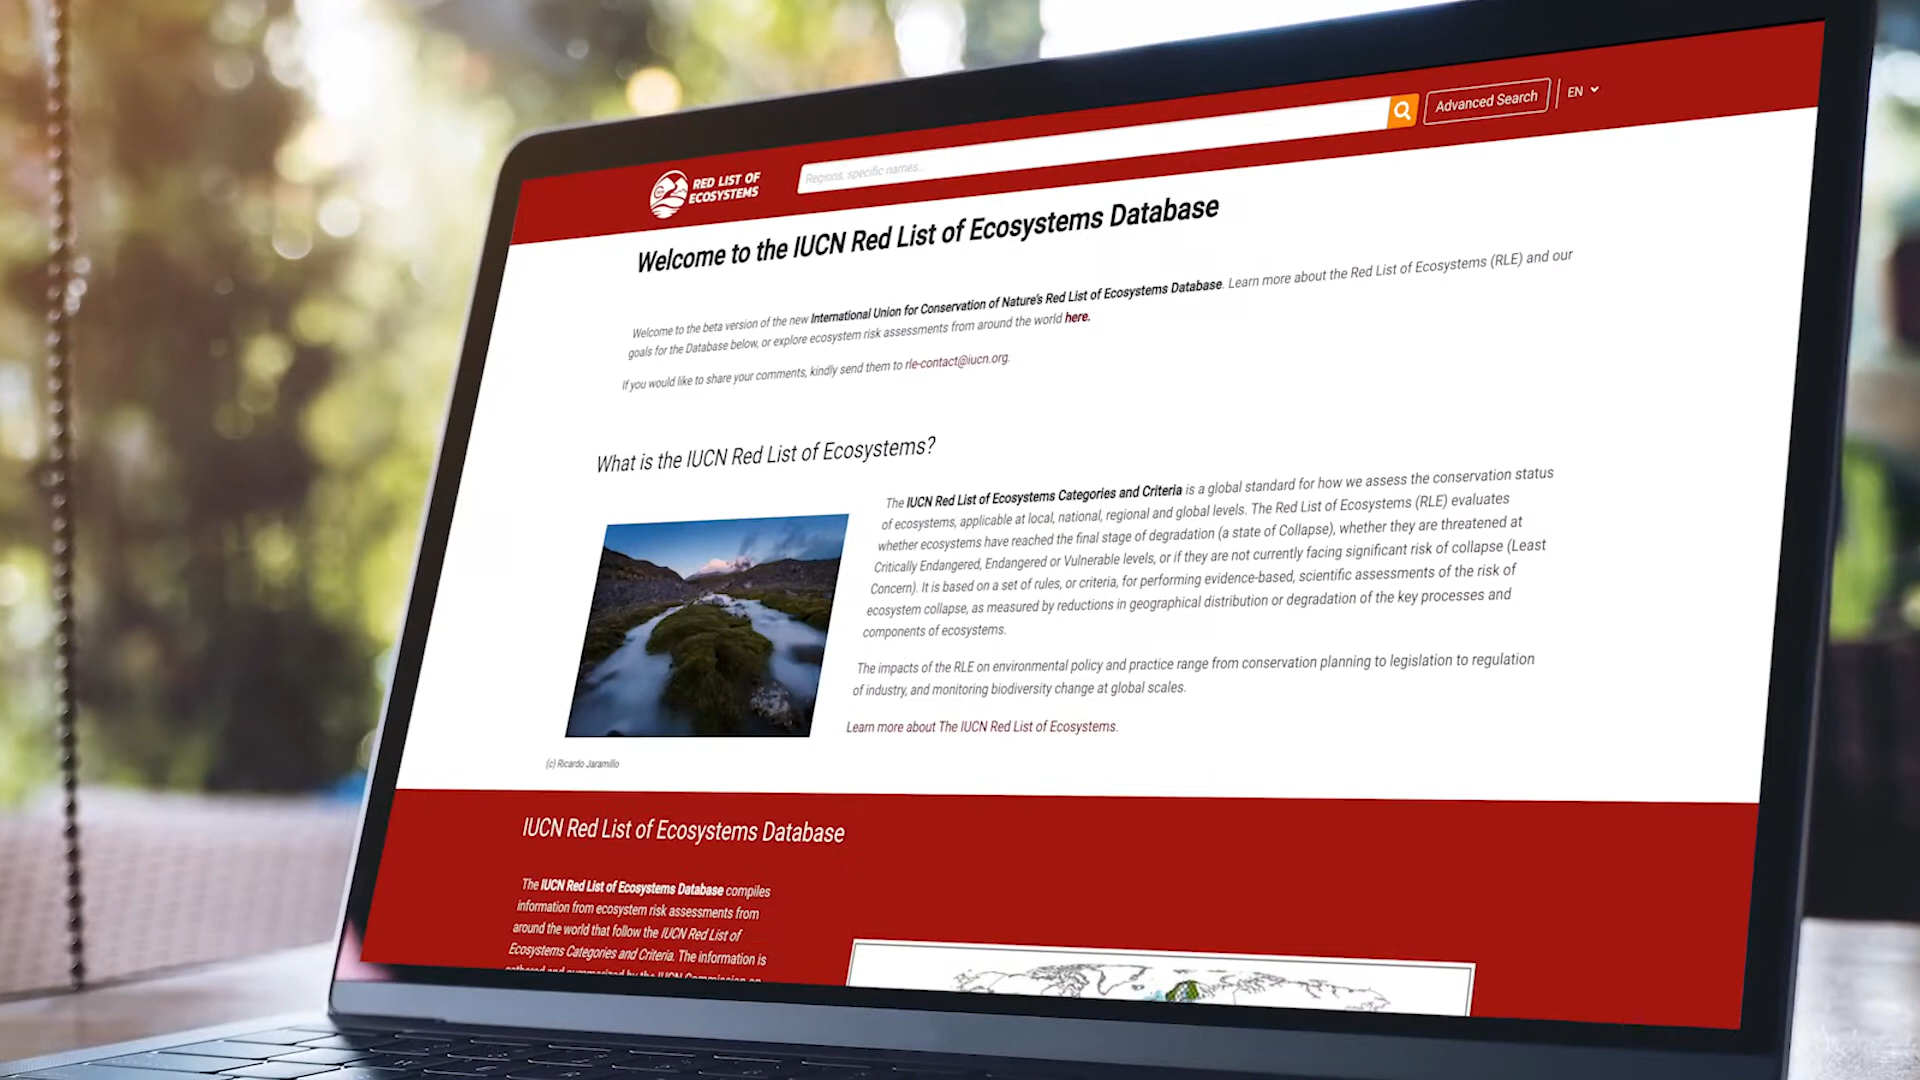 RED LIST OF
ECOSYSTEMS
Regions, specific names...
Advanced Search
EN
Welcome to the IUCN Red List of Ecosystems Database
Welcome to the beta version of the new International Union for Conservation of Nature's Red List of Ecosystems Database. Learn more about the Red List of Ecosystems (RLE) and our
goals for the Database below, or explore ecosystem risk assessments from around the world here.
If you would like to share your comments, kindly send them to rle-contact@iucn.org.
What is the IUCN Red List of Ecosystems?
The IUCN Red List of Ecosystems Categories and Criteria is a global standard for how we assess the conservation status
of ecosystems, applicable at local, national, regional and global levels. The Red List of Ecosystems (RLE) evaluates
whether ecosystems have reached the final stage of degradation (a state of Collapse), whether they are threatened at
Critically Endangered, Endangered or Vulnerable levels, or if they are not currently facing significant risk of collapse (Least
Concern). It is based on a set of rules, or criteria, for performing evidence-based, scientific assessments of the risk of
ecosystem collapse, as measured by reductions in geographical distribution or degradation of the key processes and
components of ecosystems.
The impacts of the RLE on environmental policy and practice range from conservation planning to legislation to regulation
of industry, and monitoring biodiversity change at global scales.
Learn more about The IUCN Red List of Ecosystems.
(c) Ricardo Jaramillo
IUCN Red List of Ecosystems Database
The IUCN Red List of Ecosystems Database compiles
information from ecosystem risk assessments from
around the world that follow the IUCN Red List of
Ecosystems Categories and Criteria. The information is
gathered and summarized by the IUCN Commission on